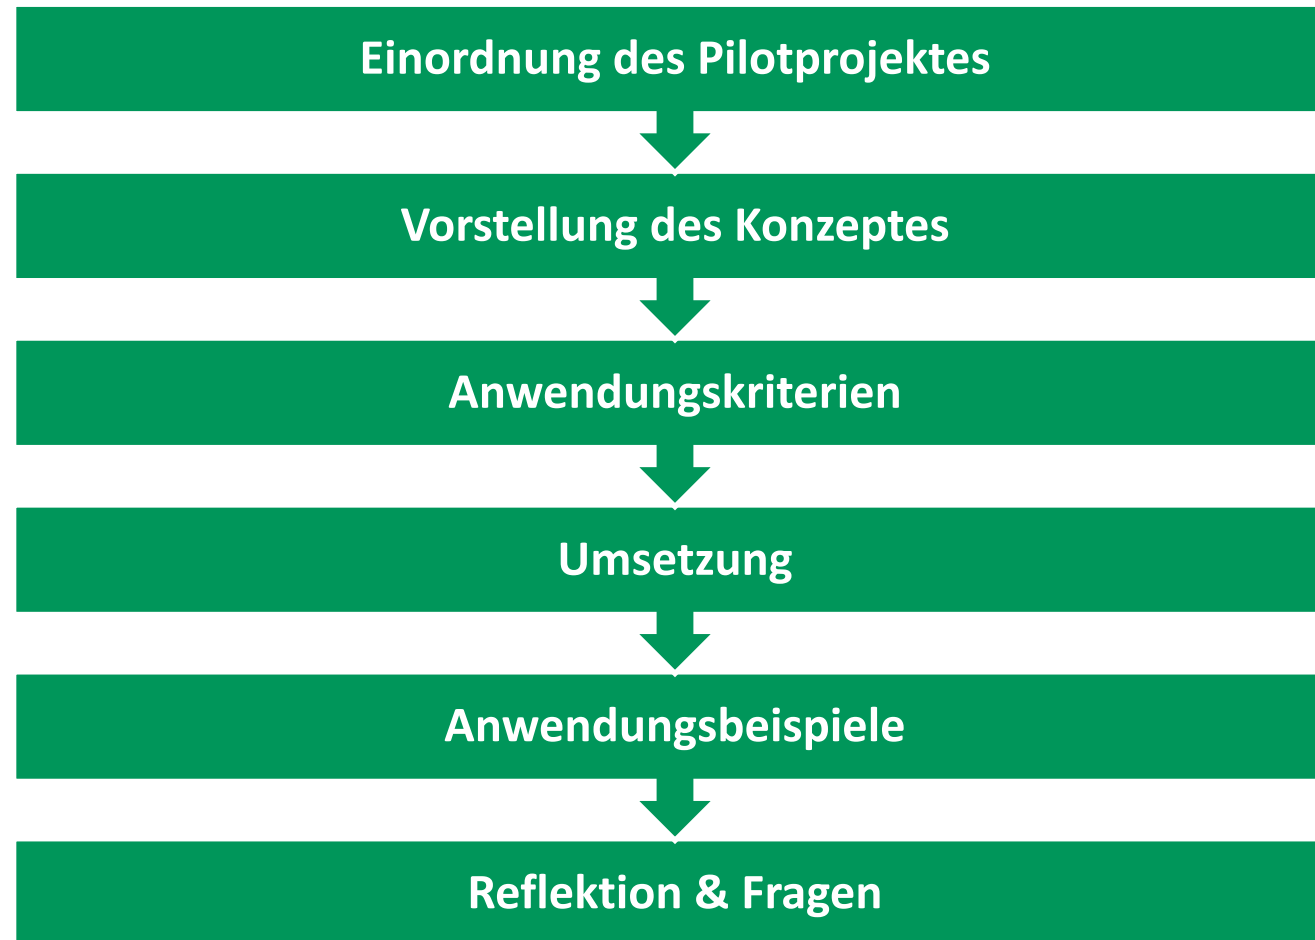 Einordnung des Pilotprojektes
Vorstellung des Konzeptes
Anwendungskriterien
Umsetzung
Anwendungsbeispiele
Reflektion & Fragen